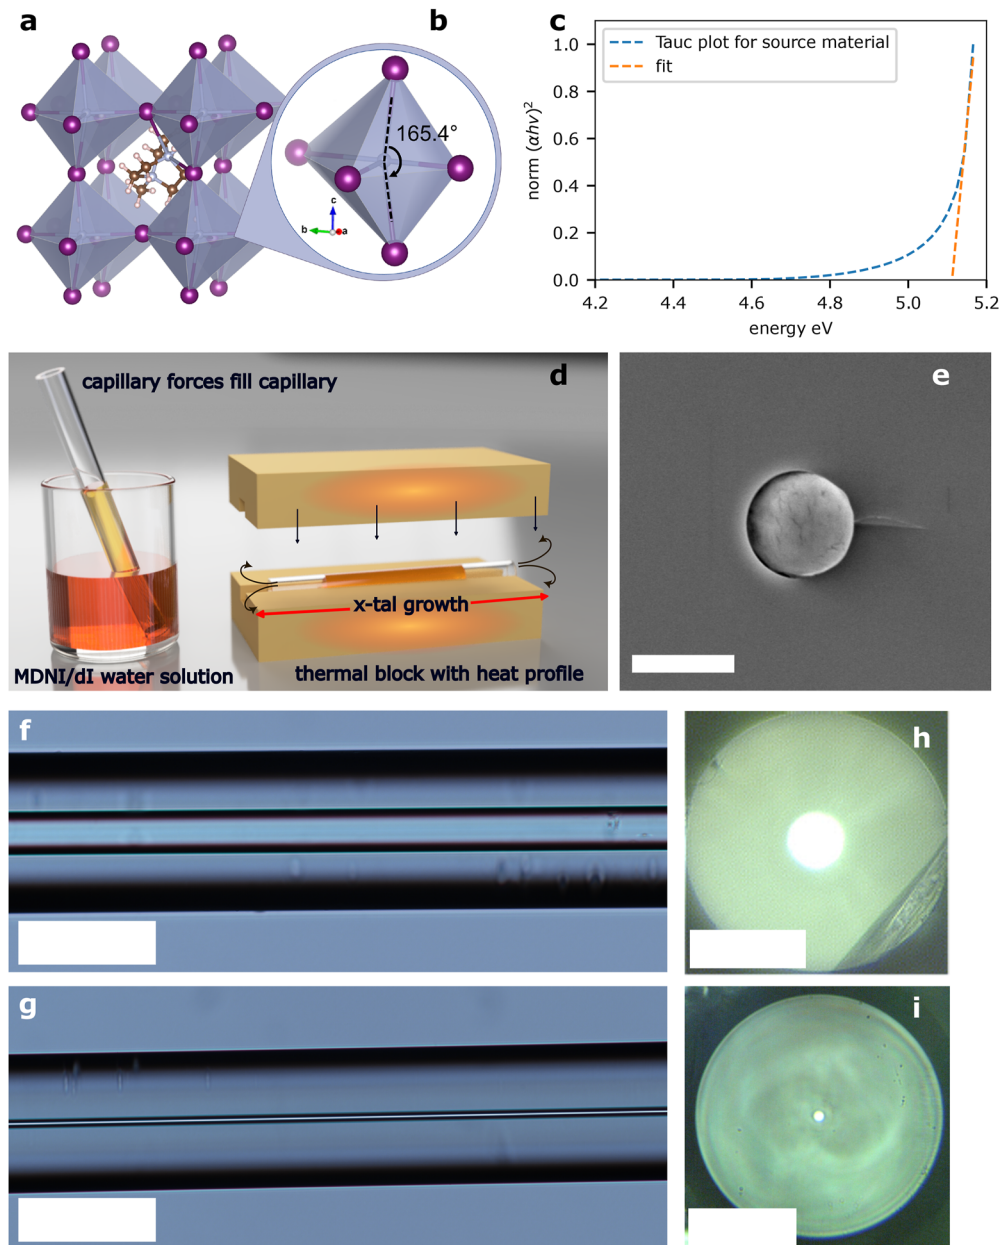 a
b
165.4°
c
b
a
c
Tauc plot for source material
fit
norm (αhν)²
1.0
0.8
0.6
0.4
0.2
0.0
4.2
4.4
4.6
4.8
5.0
5.2
energy eV
d
capillary forces fill capillary
x-tal growth
MDNI/dI water solution
thermal block with heat profile
e
f
h
g
i